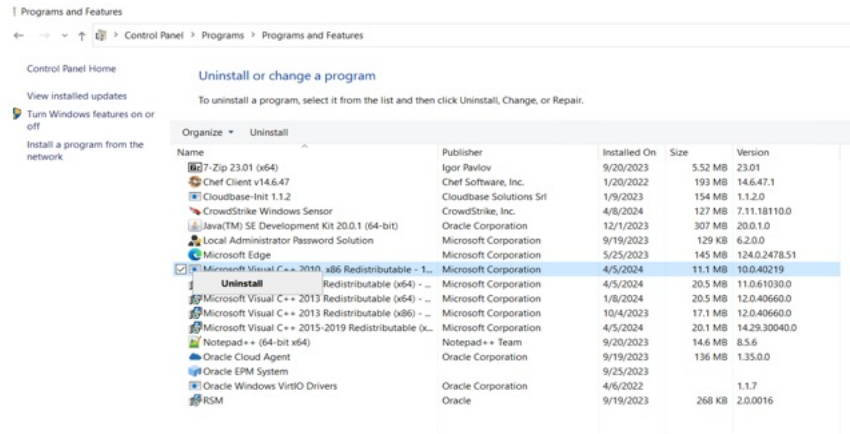 Programs and Features
Control Panel > Programs > Programs and Features
Control Panel Home
View installed updates
Turn Windows features on or
off
Install a program from the
network
Uninstall or change a program
To uninstall a program, select it from the list and then click Uninstall, Change, or Repair.
Organize Uninstall
Name Publisher Installed On Size Version
7-Zip 23.01 (x64) Igor Pavlov 9/20/2023 5.52 MB 23.01
Chef Client v14.6.47 Chef Software, Inc. 1/20/2022 193 MB 14.6.47.1
Cloudbase-Init 1.1.2 Cloudbase Solutions Srl 1/9/2023 154 MB 1.1.2.0
CrowdStrike Windows Sensor CrowdStrike, Inc. 4/8/2024 127 MB 7.11.18110.0
Java(TM) SE Development Kit 20.0.1 (64-bit) Oracle Corporation 12/1/2023 307 MB 20.0.1.0
Local Administrator Password Solution Microsoft Corporation 9/19/2023 129 KB 6.2.0.0
Microsoft Edge Microsoft Corporation 5/25/2023 145 MB 124.0.2478.51
Microsoft Visual C++ 2010 x86 Redistributable - 1... Microsoft Corporation 4/5/2024 11.1 MB 10.0.40219
Uninstall Redistributable (x64) - ... Microsoft Corporation 4/5/2024 20.5 MB 11.0.61030.0
Microsoft Visual C++ 2013 Redistributable (x64) - ... Microsoft Corporation 1/8/2024 20.5 MB 12.0.40660.0
Microsoft Visual C++ 2013 Redistributable (x86) - ... Microsoft Corporation 10/4/2023 17.1 MB 12.0.40660.0
Microsoft Visual C++ 2015-2019 Redistributable (x... Microsoft Corporation 4/5/2024 20.1 MB 14.29.30040.0
Notepad++ (64-bit x64) Notepad++ Team 9/20/2023 14.6 MB 8.5.6
Oracle Cloud Agent Oracle Corporation 9/19/2023 136 MB 1.35.0.0
Oracle EPM System 9/25/2023
Oracle Windows VirtIO Drivers Oracle Corporation 4/6/2022 1.1.7
RSM Oracle 9/19/2023 268 KB 2.0.0016